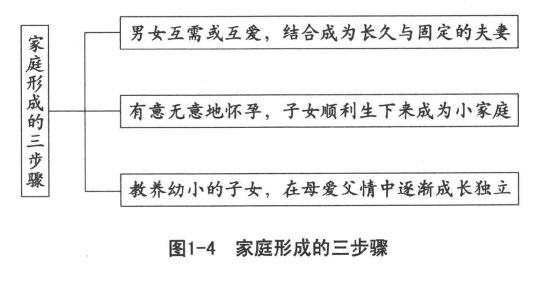 家庭形成的三步骤
男女互需或互爱，结合成为长久与固定的夫妻
有意无意地怀孕，子女顺利生下来成为小家庭
教养幼小的子女，在母爱父情中逐渐成长独立
图1-4 家庭形成的三步骤